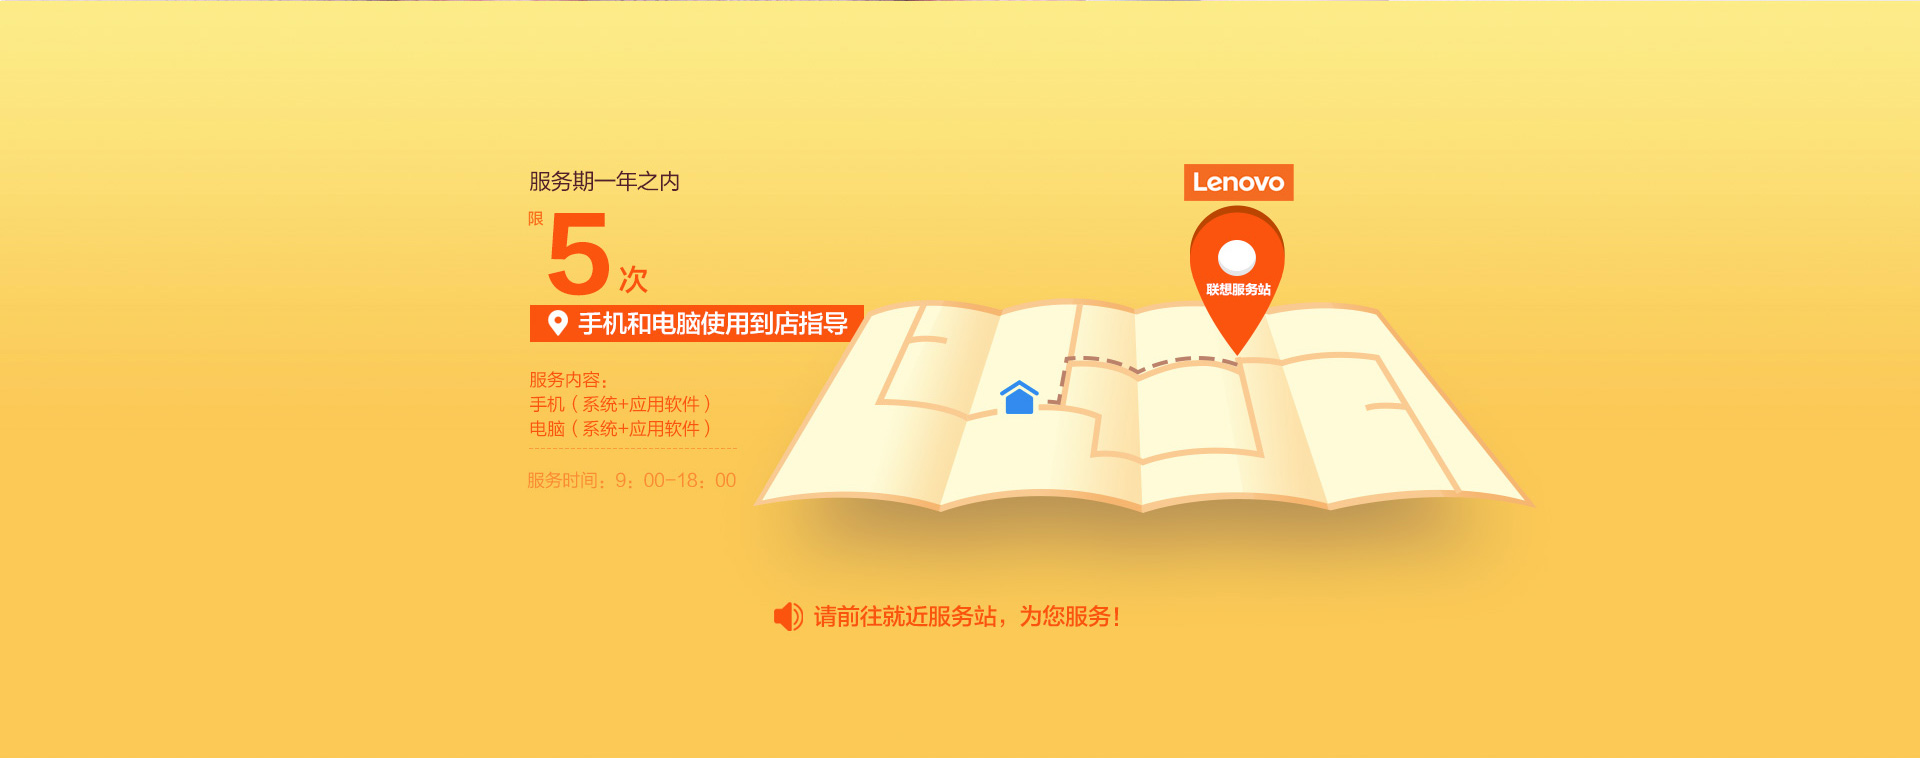 服务期一年之内
限
5次
手机和电脑使用到店指导
服务内容：
手机（系统+应用软件）
电脑（系统+应用软件）
服务时间：9：00-18：00
Lenovo
联想服务站
请前往就近服务站，为您服务！